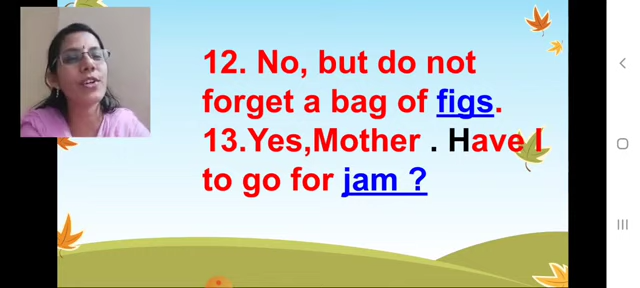 12. No, but do not
forget a bag of figs.
13.Yes,Mother . Have I
to go for jam ?